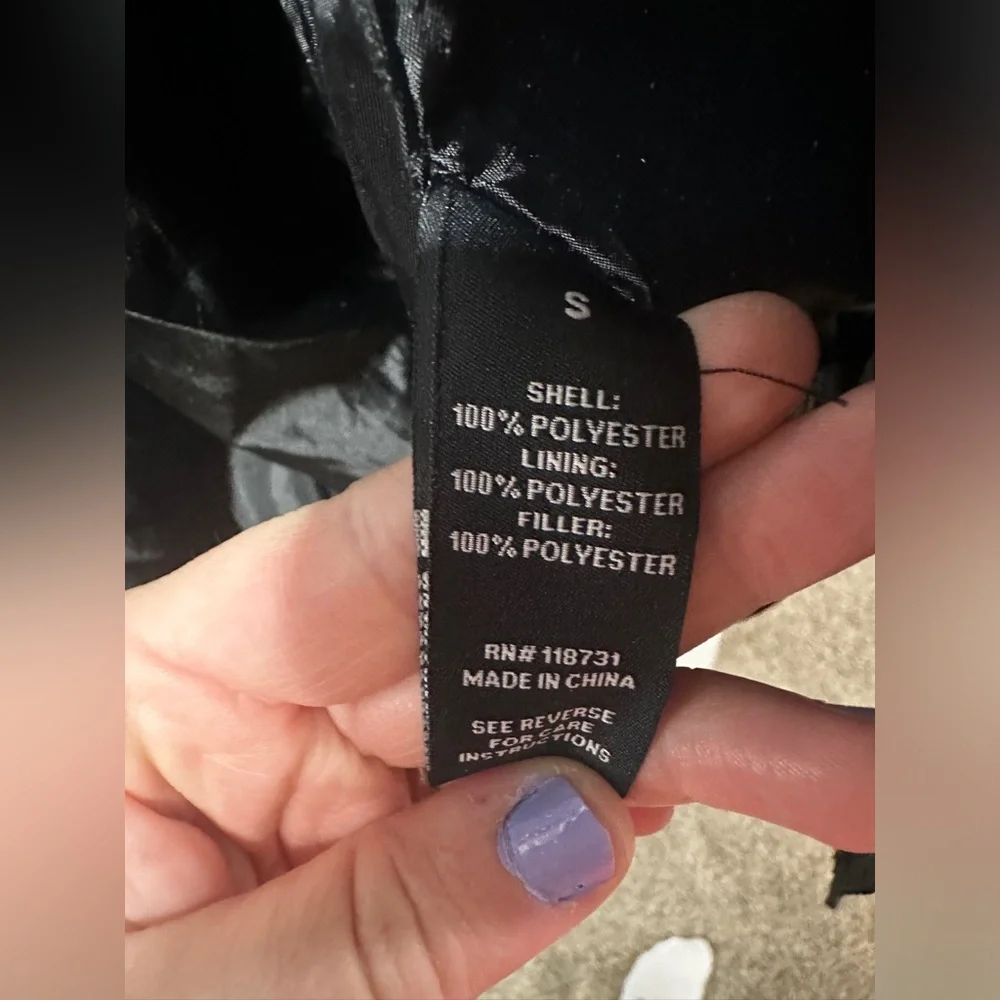 S
SHELL:
100% POLYESTER
LINING:
100% POLYESTER
FILLER:
100% POLYESTER
RN# 118731
MADE IN CHINA
SEE REVERSE
FOR CARE
INSTRUCTIONS